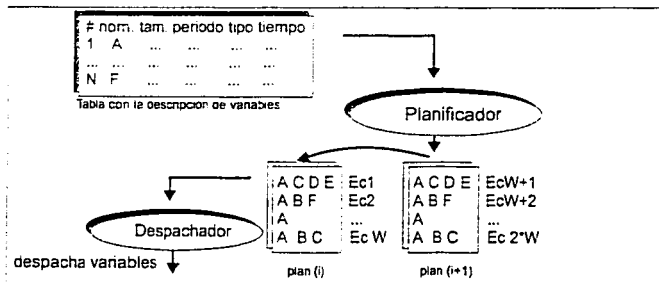 # nom. tam. periodo tipo tiempo
1 A ... ... ... ...
... ... ... ... ... ...
N F ... ... ... ...
Tabla con la descripcion de variables
Planificador
A C D E Ec1
A B F Ec2
A ...
A B C Ec W
plan (i)
A C D E EcW+1
A B F EcW+2
A ...
A B C Ec 2*W
plan (i+1)
Despachador
despacha variables